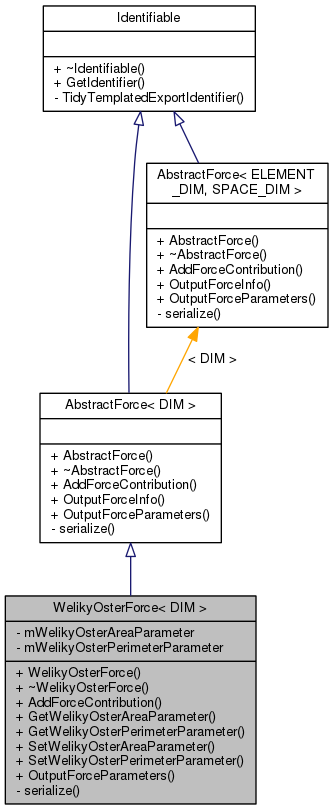 Identifiable
+ ~Identifiable()
+ GetIdentifier()
- TidyTemplatedExportIdentifier()
AbstractForce< ELEMENT
_DIM, SPACE_DIM >
+ AbstractForce()
+ ~AbstractForce()
+ AddForceContribution()
+ OutputForceInfo()
+ OutputForceParameters()
- serialize()
< DIM >
AbstractForce< DIM >
+ AbstractForce()
+ ~AbstractForce()
+ AddForceContribution()
+ OutputForceInfo()
+ OutputForceParameters()
- serialize()
WelikyOsterForce< DIM >
- mWelikyOsterAreaParameter
- mWelikyOsterPerimeterParameter
+ WelikyOsterForce()
+ ~WelikyOsterForce()
+ AddForceContribution()
+ GetWelikyOsterAreaParameter()
+ GetWelikyOsterPerimeterParameter()
+ SetWelikyOsterAreaParameter()
+ SetWelikyOsterPerimeterParameter()
+ OutputForceParameters()
- serialize()